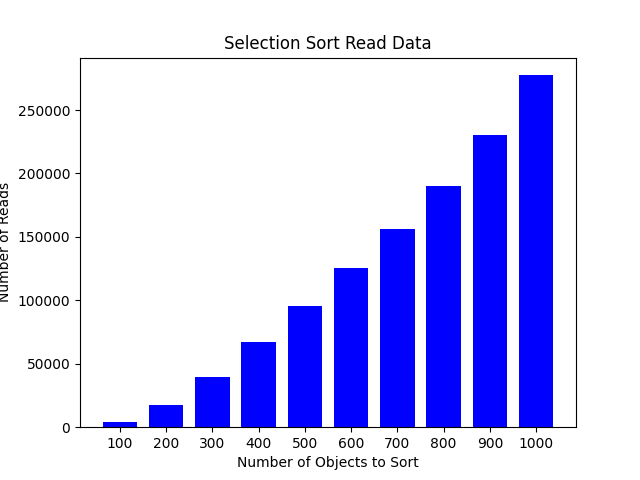 Selection Sort Read Data
Number of Reads
250000
200000
150000
100000
50000
0
100 200 300 400 500 600 700 800 900 1000
Number of Objects to Sort